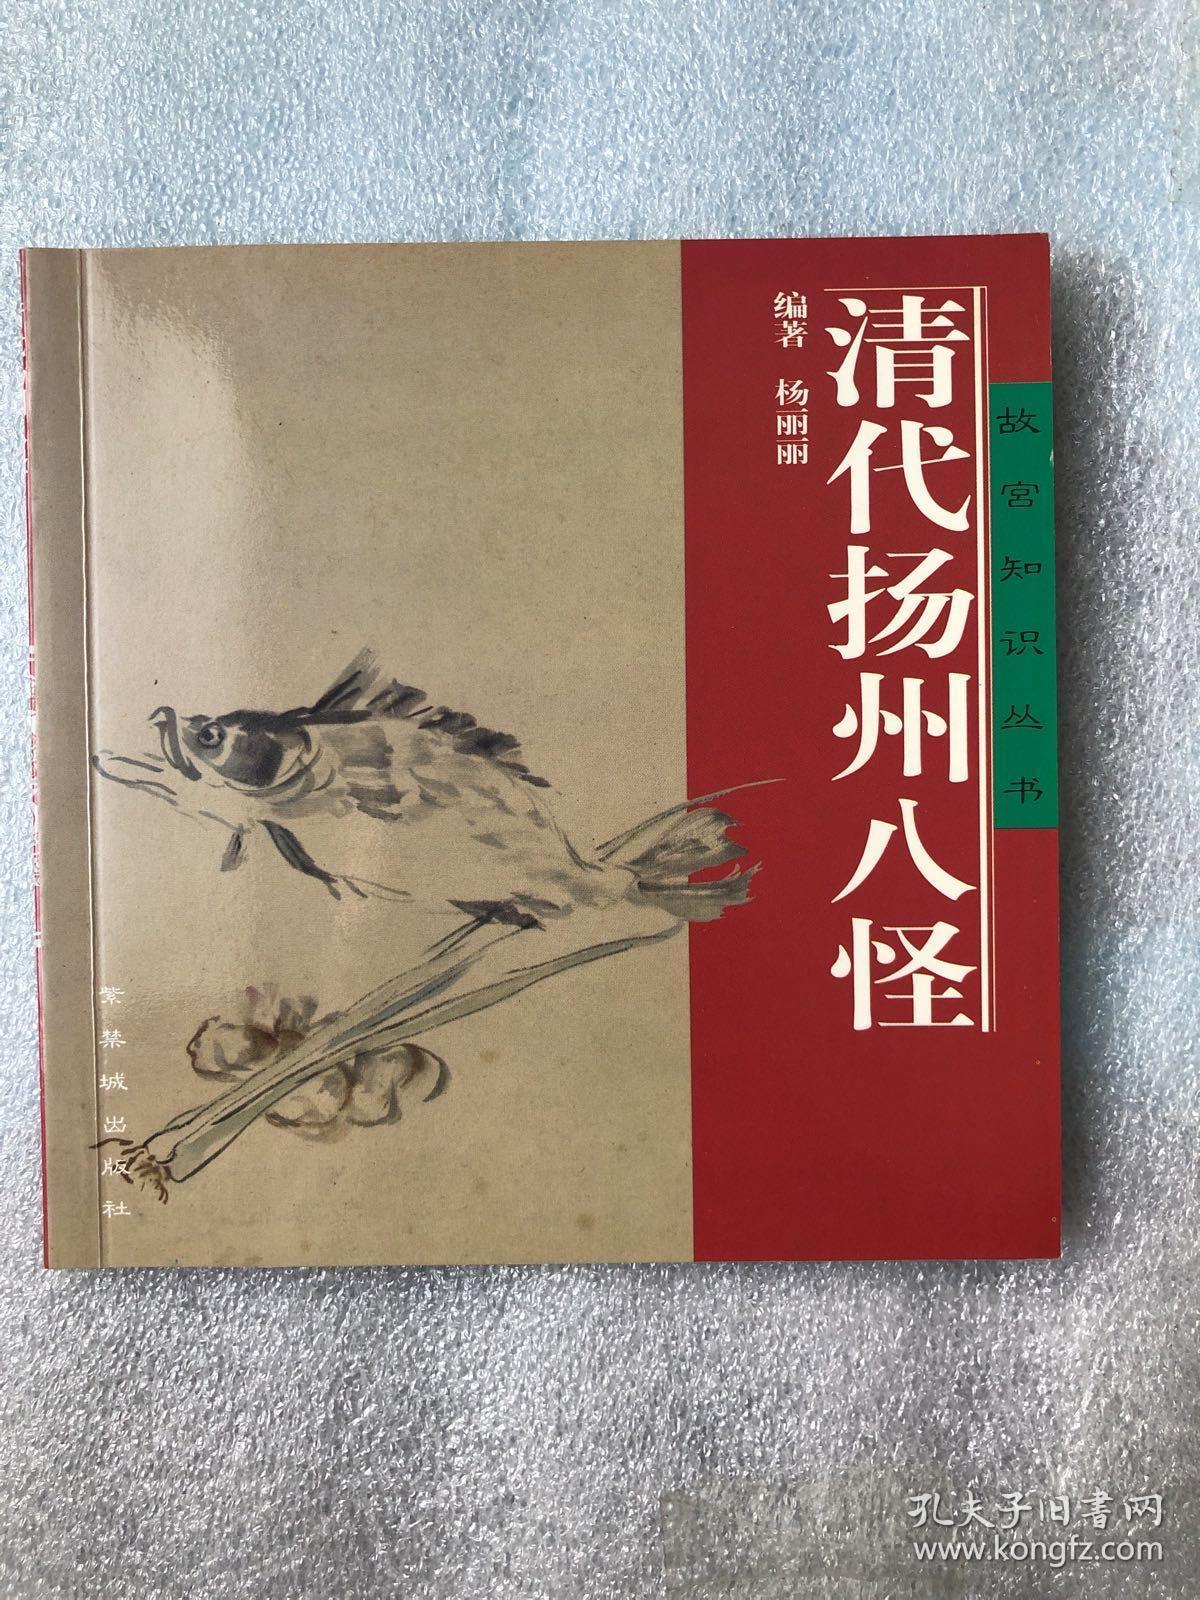 故宫知识丛书
清代扬州八怪
编著 杨丽丽
紫禁城出版社
孔夫子旧書网
www.kongfz.com